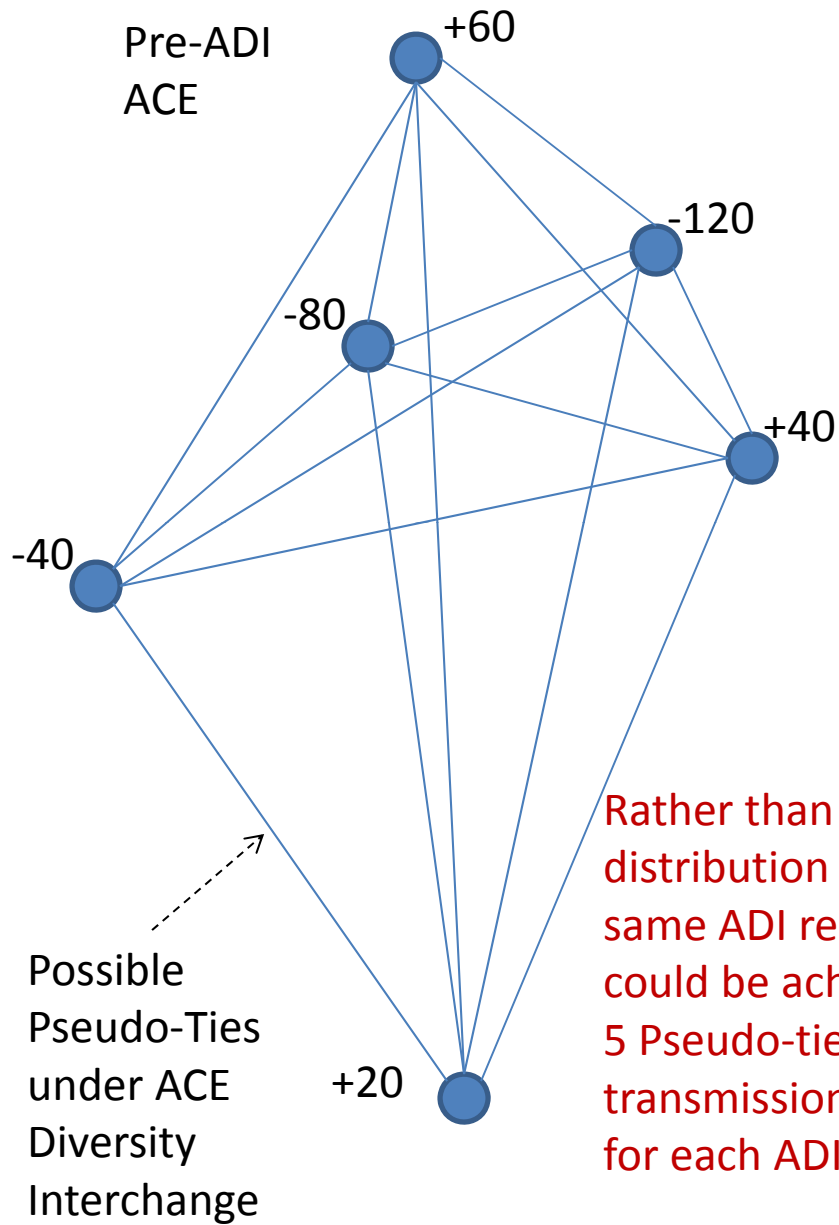 Pre-ADI
ACE
+60
-120
-80
+40
-40
+20
Possible
Pseudo-Ties
under ACE
Diversity
Interchange
Rather than
distribution
same ADI re
could be ach
5 Pseudo-tie
transmission
for each ADI